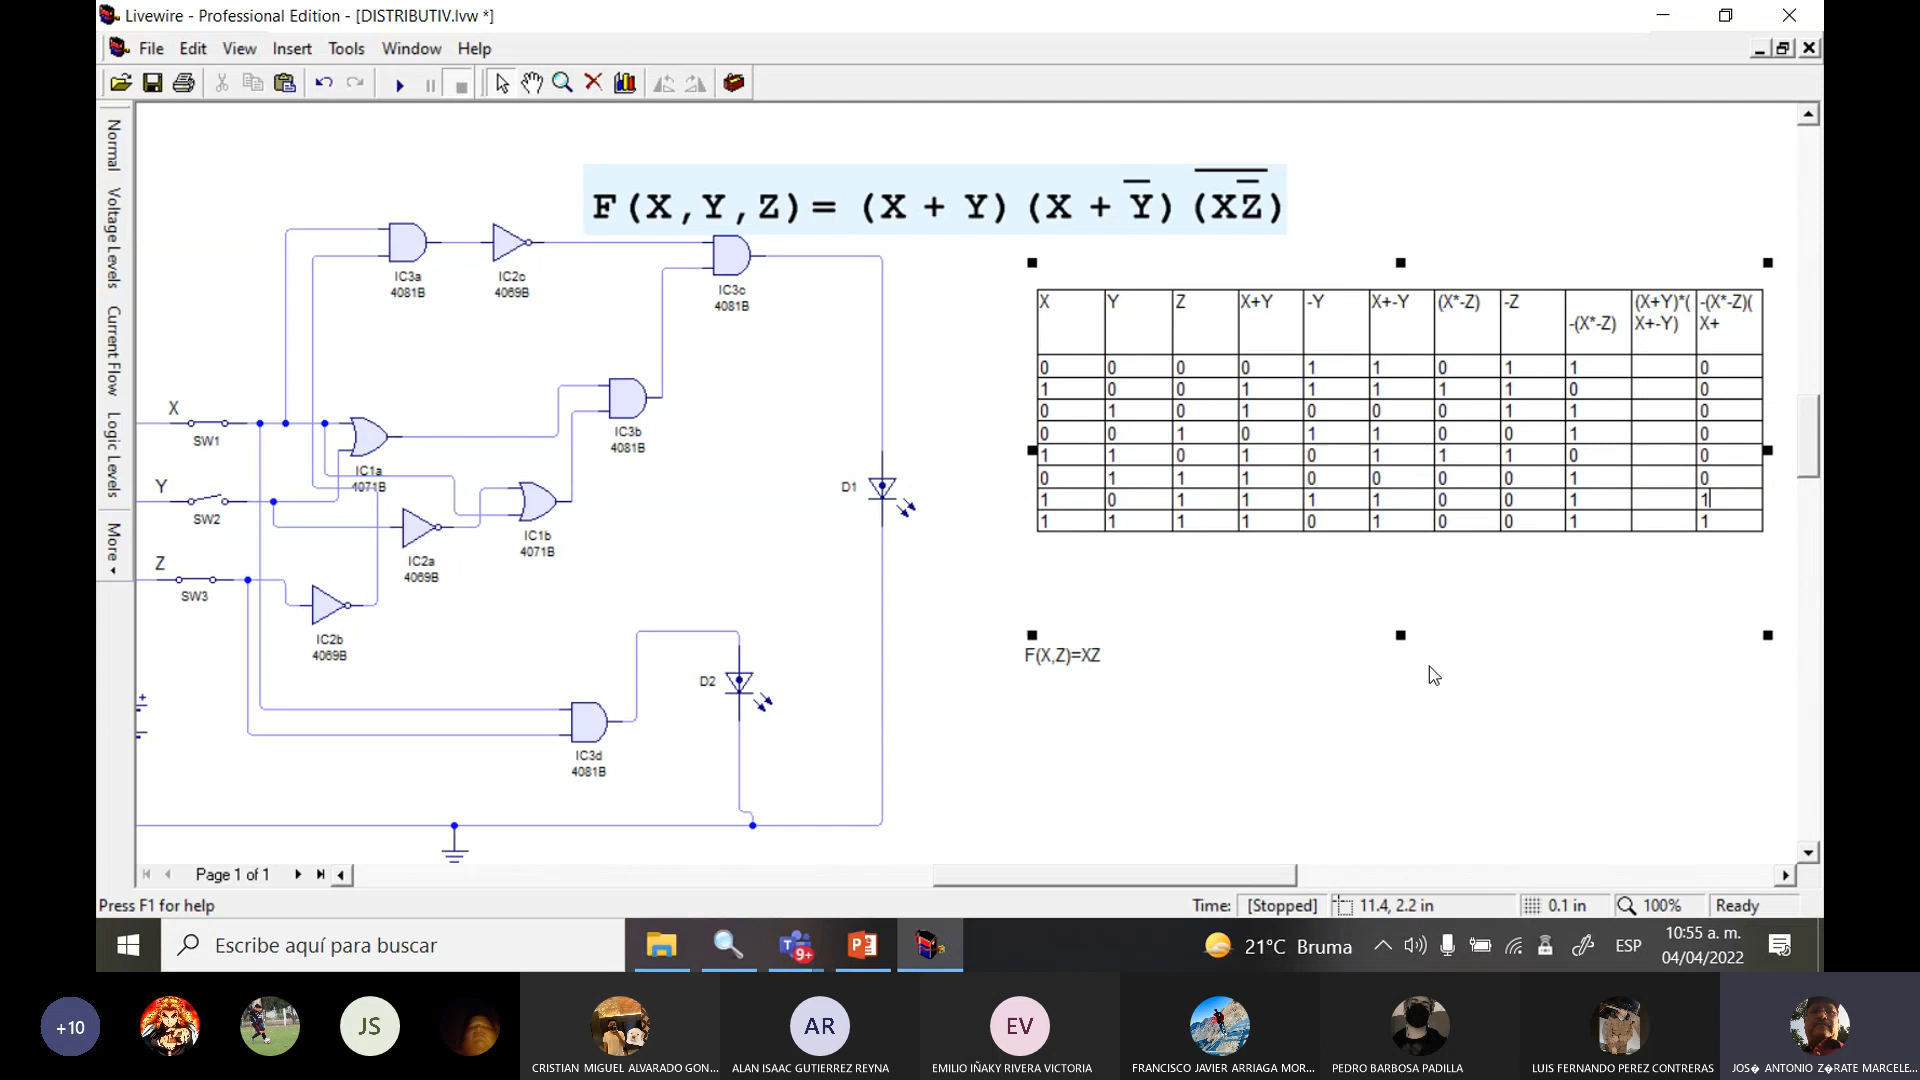 Livewire - Professional Edition - [DISTRIBUTIV.lvw *]
File Edit View Insert Tools Window Help
Normal
Voltage Levels
Current Flow
Logic Levels
More
F(X,Y,Z)= (X + Y) (X + Y̅) (XZ̅)̅
IC3a
4081B
IC2c
4069B
IC3c
4081B
X
SW1
IC1a
4071B
IC3b
4081B
Y
SW2
IC2a
4069B
IC1b
4071B
D1
Z
SW3
IC2b
4069B
D2
IC3d
4081B
+
X Y Z X+Y -Y X+-Y (X*-Z) -Z -(X*-Z) (X+Y)*(X+-Y) -(X*-Z)(X+
0 0 0 0 1 1 0 1 1 0
1 0 0 1 1 1 1 1 0 0
0 1 0 1 0 0 0 1 1 0
0 0 1 0 1 1 0 0 1 0
1 1 0 1 0 1 1 1 0 0
0 1 1 1 0 0 0 0 1 0
1 0 1 1 1 1 0 0 1 1
1 1 1 1 0 1 0 0 1 1
F(X,Z)=XZ
Page 1 of 1
Press F1 for help
Time: [Stopped] 11.4, 2.2 in 0.1 in 100% Ready
Escribe aquí para buscar
9+
21°C Bruma
ESP
10:55 a. m.
04/04/2022
+10
JS
AR
EV
CRISTIAN MIGUEL ALVARADO GON...
ALAN ISAAC GUTIERREZ REYNA
EMILIO IÑAKY RIVERA VICTORIA
FRANCISCO JAVIER ARRIAGA MOR...
PEDRO BARBOSA PADILLA
LUIS FERNANDO PEREZ CONTRERAS
JOS� ANTONIO Z�RATE MARCELE...